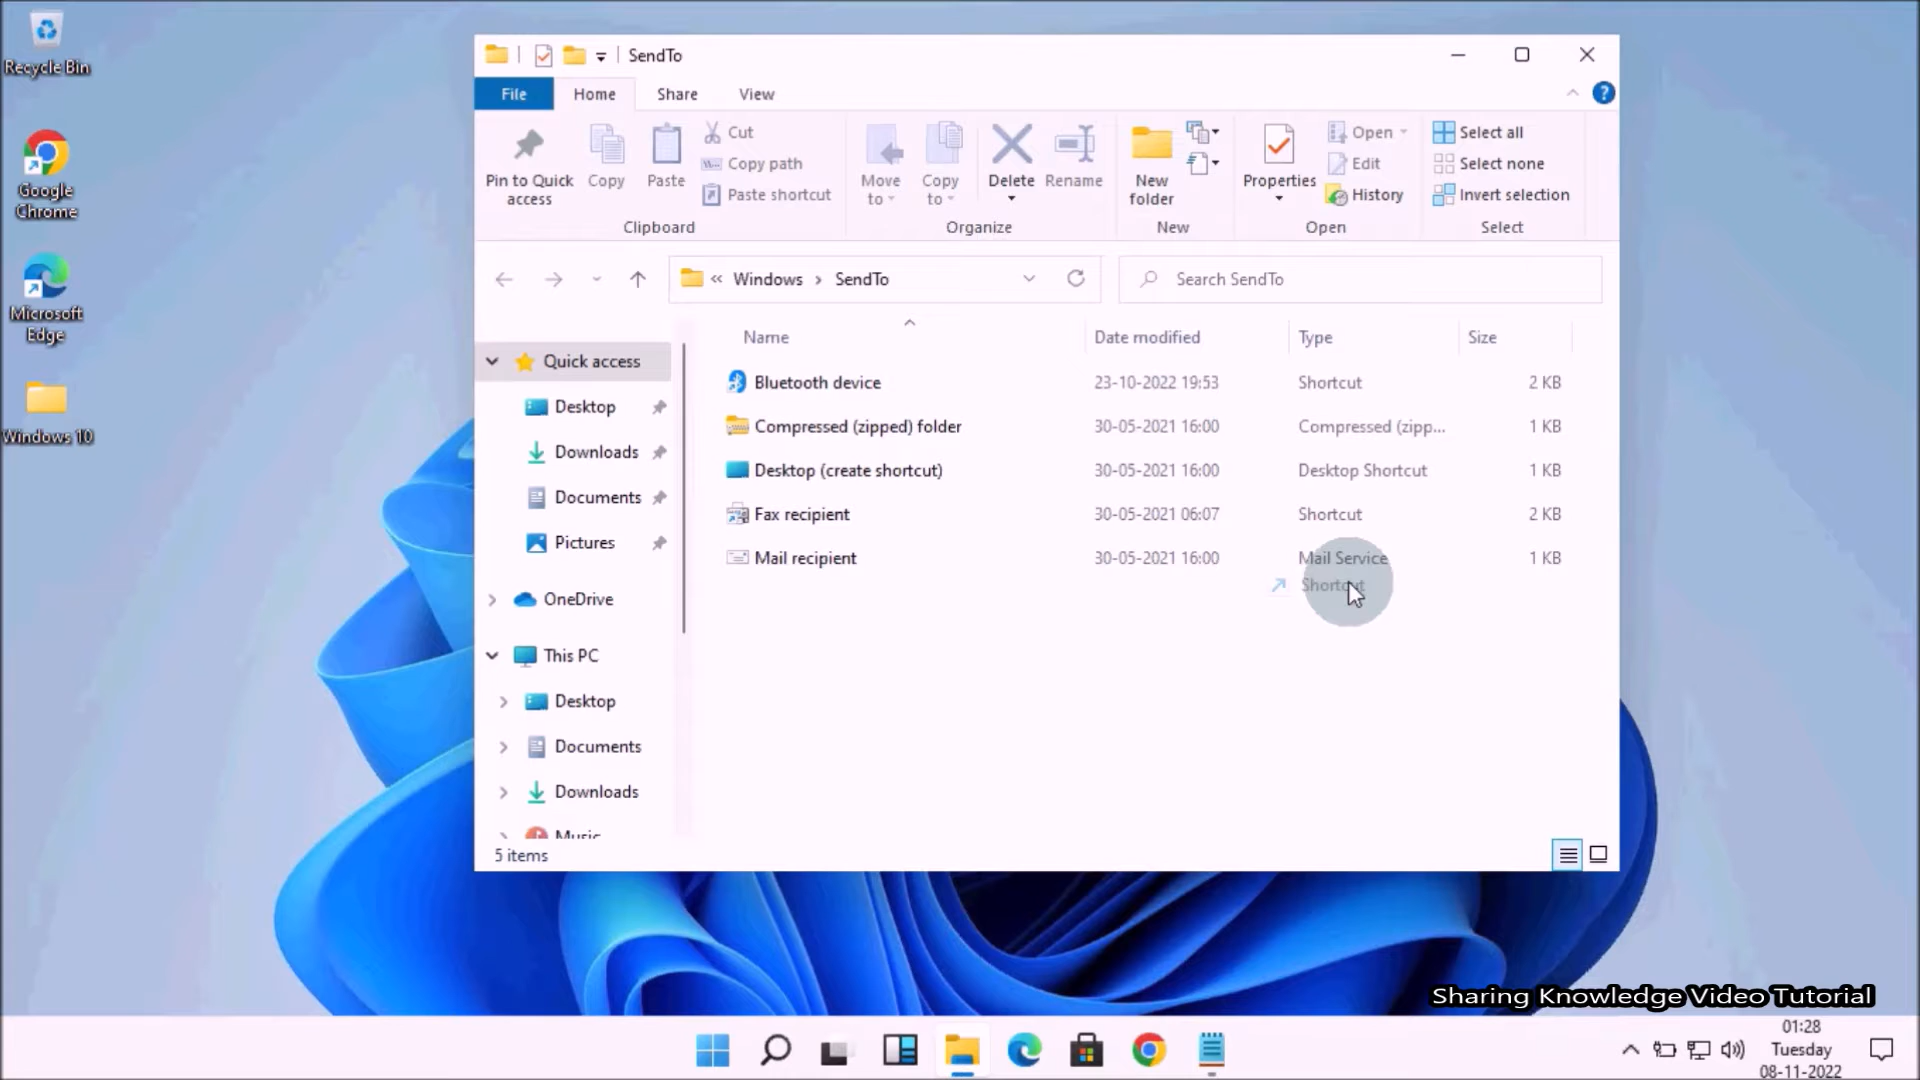 Recycle Bin
Google
Chrome
Microsoft
Edge
Windows 10
SendTo
File
Home
Share
View
?
Pin to Quick
access
Copy
Paste
Cut
Copy path
Paste shortcut
Clipboard
Move
to
Copy
to
Delete
Rename
Organize
New
folder
New
Properties
Open
Edit
History
Open
Select all
Select none
Invert selection
Select
« Windows › SendTo
Search SendTo
Quick access
Desktop
Downloads
Documents
Pictures
OneDrive
This PC
Desktop
Documents
Downloads
Music
Name Date modified Type Size
Bluetooth device 23-10-2022 19:53 Shortcut 2 KB
Compressed (zipped) folder 30-05-2021 16:00 Compressed (zipp... 1 KB
Desktop (create shortcut) 30-05-2021 16:00 Desktop Shortcut 1 KB
Fax recipient 30-05-2021 06:07 Shortcut 2 KB
Mail recipient 30-05-2021 16:00 Mail Service 1 KB
Shortcut
5 items
Sharing Knowledge Video Tutorial
01:28
Tuesday
08-11-2022